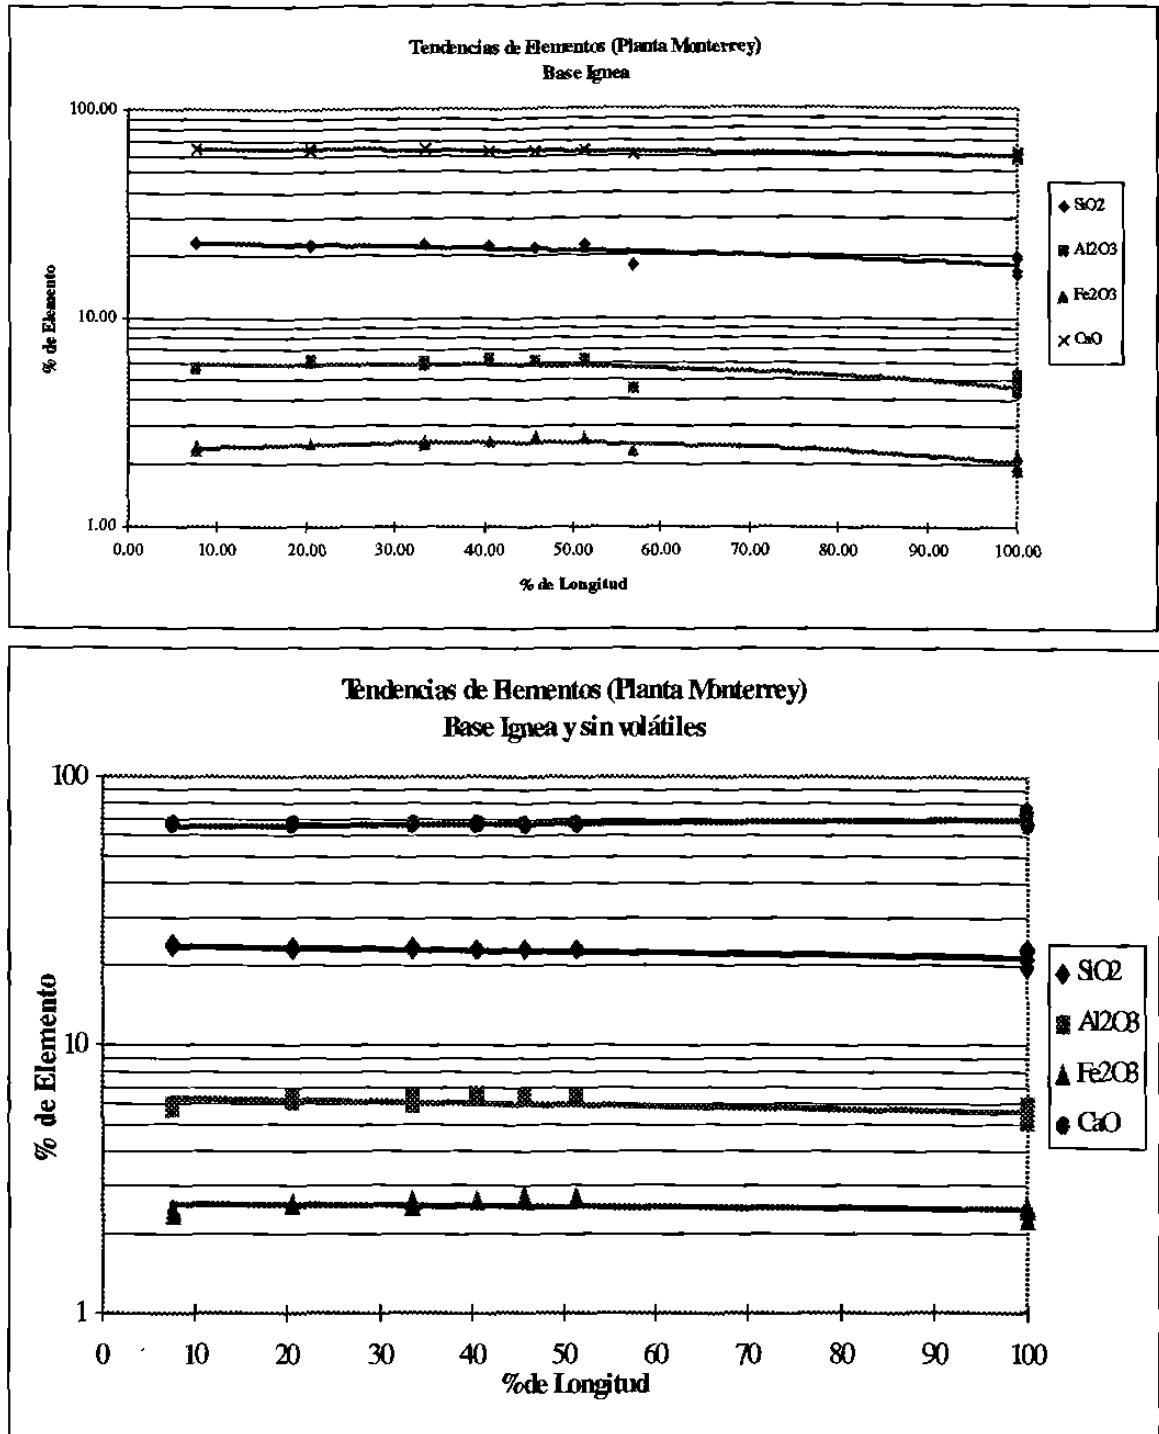 Tendencias de Elementos (Planta Monterrey)
Base Ignea
100.00
10.00
1.00
% de Elemento
0.00 10.00 20.00 30.00 40.00 50.00 60.00 70.00 80.00 90.00 100.00
% de Longitud
SiO2
Al2O3
Fe2O3
CaO
Tendencias de Elementos (Planta Monterrey)
Base Ignea y sin volátiles
100
10
1
% de Elemento
0 10 20 30 40 50 60 70 80 90 100
%de Longitud
SiO2
Al2O3
Fe2O3
CaO